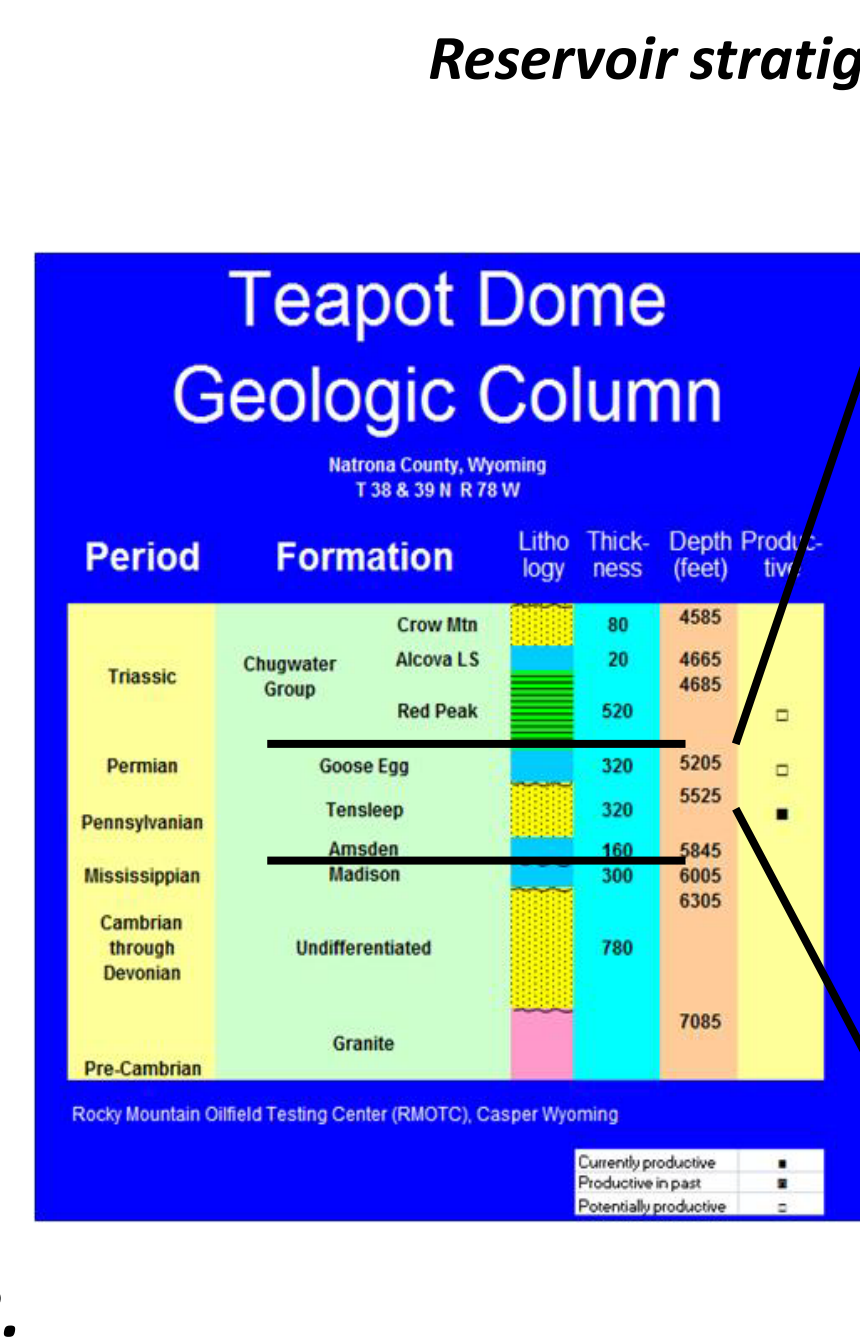 Reservoir stratig
Teapot Dome
Geologic Column
Natrona County, Wyoming
T 38 & 39 N R 78 W
Period Formation Litho logy Thick- ness Depth (feet) Produc- tive
Crow Mtn 80 4585
Triassic Chugwater Group Alcova LS 20 4665
4685
Red Peak 520 □
Permian Goose Egg 320 5205 □
5525
Pennsylvanian Tensleep 320 ■
Amsden 160 5845
Mississippian Madison 300 6005
6305
Cambrian through Devonian Undifferentiated 780
7085
Granite
Pre-Cambrian
Rocky Mountain Oilfield Testing Center (RMOTC), Casper Wyoming
Currently productive ■
Productive in past ▣
Potentially productive □